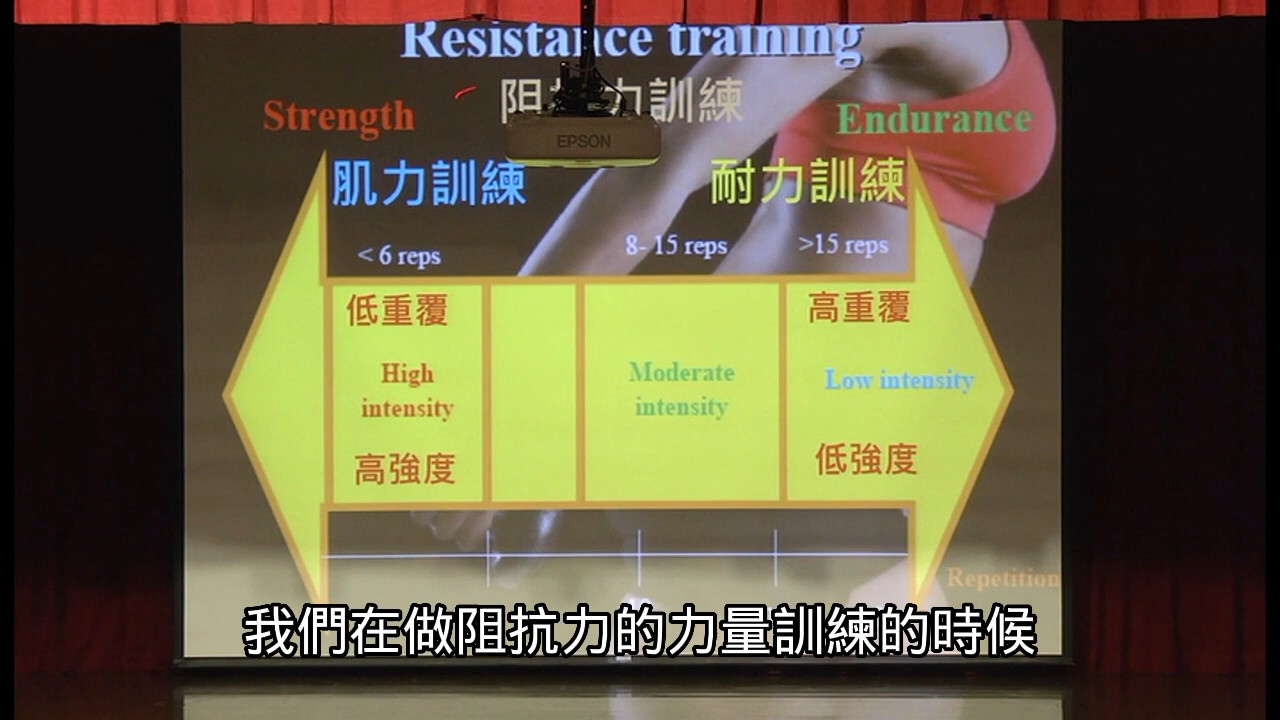 Resistance training
阻抗力訓練
Strength
Endurance
EPSON
肌力訓練
耐力訓練
< 6 reps
8- 15 reps
>15 reps
低重覆
High
intensity
高強度
Moderate
intensity
高重覆
Low intensity
低強度
Repetition
我們在做阻抗力的力量訓練的時候